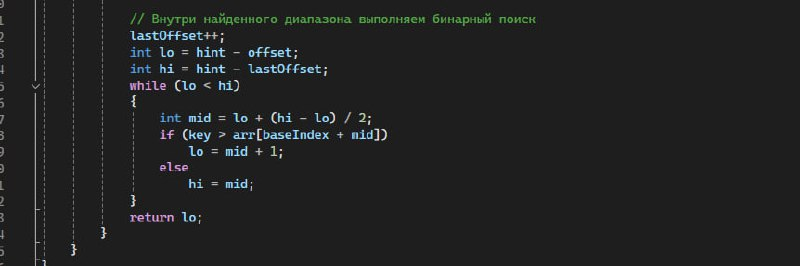 // Внутри найденного диапазона выполняем бинарный поиск
lastOffset++;
int lo = hint - offset;
int hi = hint - lastOffset;
while (lo < hi)
{
int mid = lo + (hi - lo) / 2;
if (key > arr[baseIndex + mid])
lo = mid + 1;
else
hi = mid;
}
return lo;
}
}
}